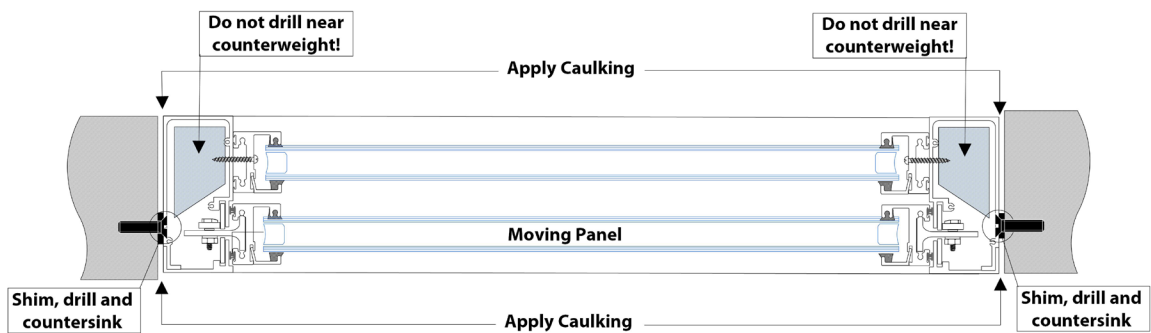 Do not drill near
counterweight!
Do not drill near
counterweight!
Apply Caulking
Moving Panel
Shim, drill and
countersink
Shim, drill and
countersink
Apply Caulking